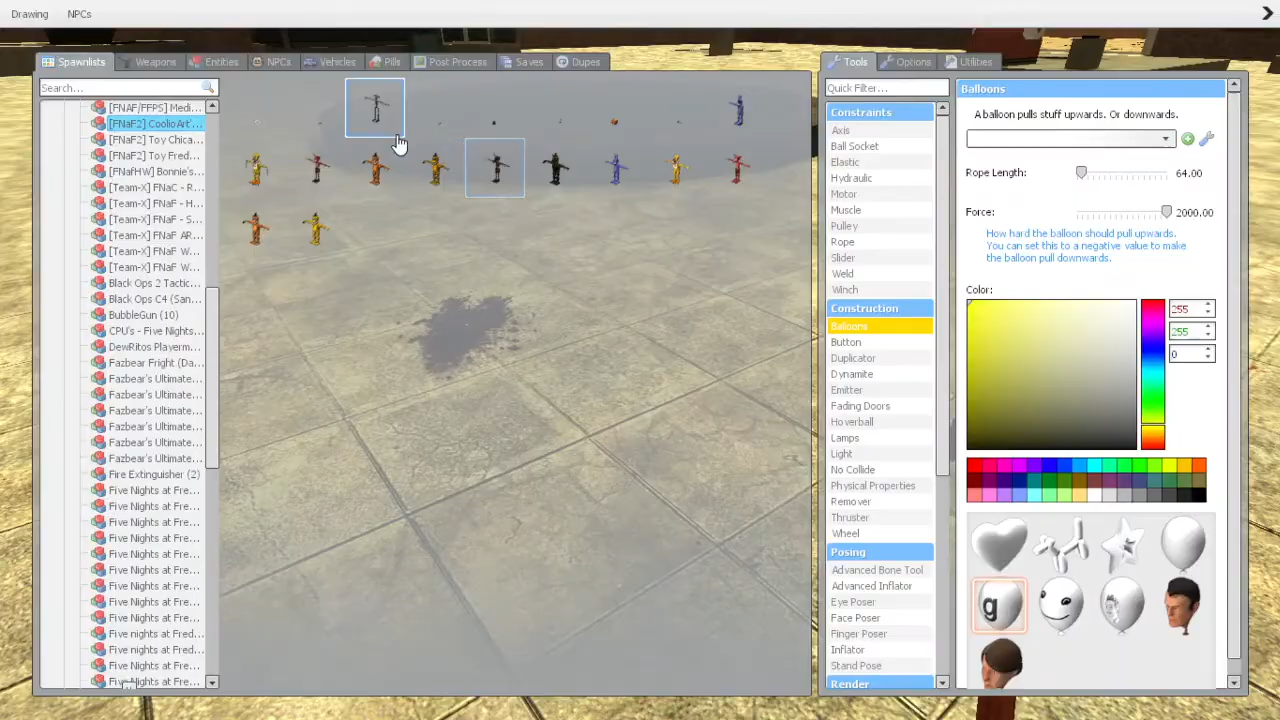 Drawing NPCs
Spawnlists Weapons Entities NPCs Vehicles Pills Post Process Saves Dupes
Search...
[FNAF/FFPS] Medi...
[FNaF2] CoolioArt'...
[FNaF2] Toy Chica...
[FNaF2] Toy Fred...
[FNafHW] Bonnie's...
[Team-X] FNaC - R...
[Team-X] FNaF - H...
[Team-X] FNaF - S...
[Team-X] FNaF AR...
[Team-X] FNaF W...
[Team-X] FNaF W...
Black Ops 2 Tactic...
Black Ops C4 (San...
BubbleGun (10)
CPU's - Five Nights...
DewRitos Playerm...
Fazbear Fright (Da...
Fazbear's Ultimate...
Fazbear's Ultimate...
Fazbear's Ultimate...
Fazbear's Ultimate...
Fazbear's Ultimate...
Fazbear's Ultimate...
Fire Extinguisher (2)
Five Nights at Fre...
Five Nights at Fre...
Five Nights at Fre...
Five Nights at Fre...
Five Nights at Fre...
Five Nights at Fre...
Five Nights at Fre...
Five Nights at Fre...
Five Nights at Fre...
Five nights at Fred...
Five nights at Fred...
Five Nights at Fre...
Five Nights at Fre...
Tools Options Utilities
Quick Filter...
Constraints
Axis
Ball Socket
Elastic
Hydraulic
Motor
Muscle
Pulley
Rope
Slider
Weld
Winch
Construction
Balloons
Button
Duplicator
Dynamite
Emitter
Fading Doors
Hoverball
Lamps
Light
No Collide
Physical Properties
Remover
Thruster
Wheel
Posing
Advanced Bone Tool
Advanced Inflator
Eye Poser
Face Poser
Finger Poser
Inflator
Stand Pose
Render
Balloons
A balloon pulls stuff upwards. Or downwards.
Rope Length: 64.00
Force: 2000.00
How hard the balloon should pull upwards.
You can set this to a negative value to make
the balloon pull downwards.
Color:
255
255
0
g